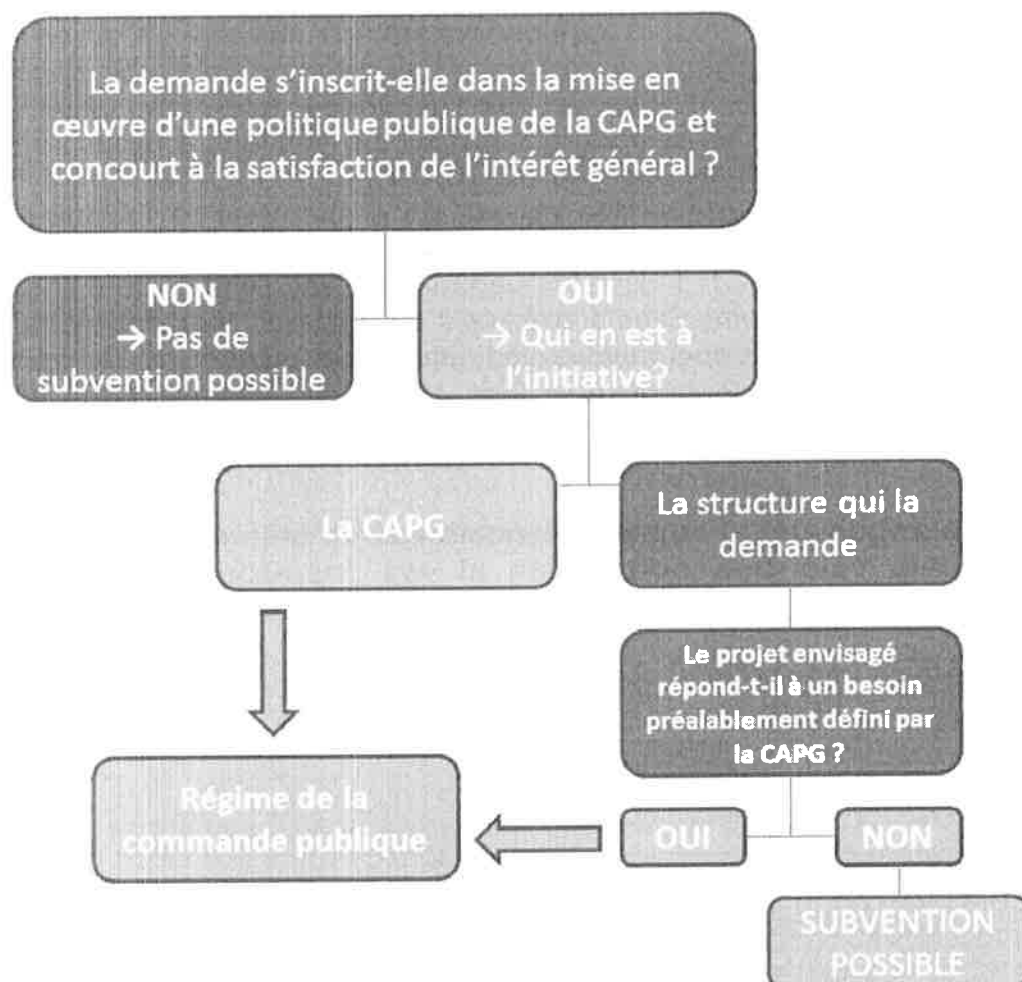 La demande s'inscrit-elle dans la mise en
œuvre d'une politique publique de la CAPG et
concourt à la satisfaction de l'intérêt général ?
NON
→ Pas de
subvention possible
OUI
→ Qui en est à
l'initiative?
La CAPG
La structure qui la
demande
Le projet envisagé
répond-t-il à un besoin
préalablement défini par
la CAPG ?
Régime de la
commande publique
OUI
NON
SUBVENTION
POSSIBLE